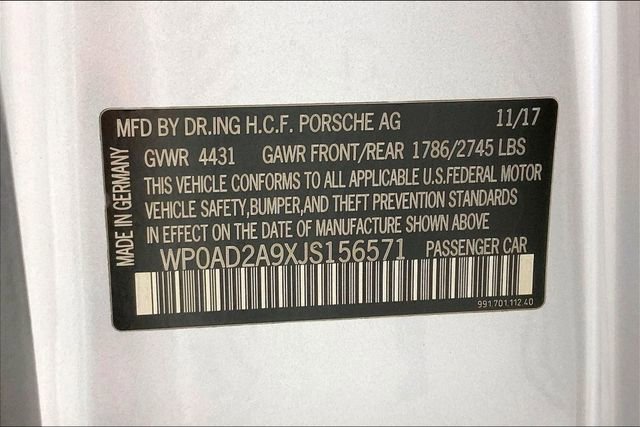 MFD BY DR.ING H.C.F. PORSCHE AG 11/17
GVWR 4431 GAWR FRONT/REAR 1786/2745 LBS
THIS VEHICLE CONFORMS TO ALL APPLICABLE U.S.FEDERAL MOTOR
VEHICLE SAFETY,BUMPER,AND THEFT PREVENTION STANDARDS
IN EFFECT ON THE DATE OF MANUFACTURE SHOWN ABOVE
WP0AD2A9XJS156571 PASSENGER CAR
991.701.112.40
MADE IN GERMANY